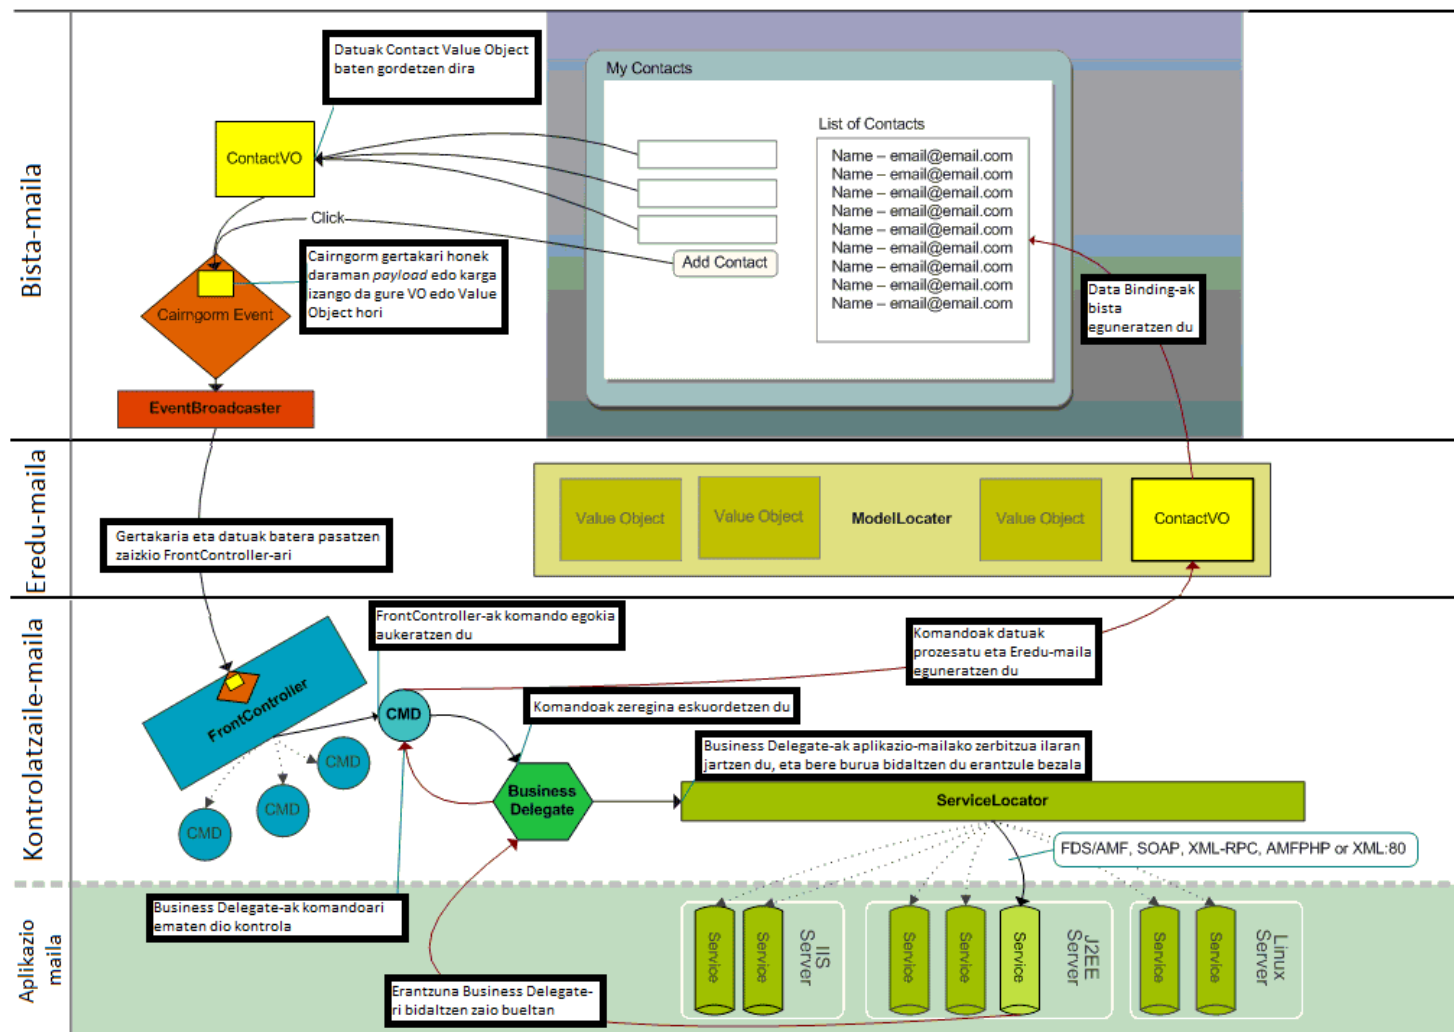 Bista-maila
Datuak Contact Value Object
baten gordetzen dira
My Contacts
List of Contacts
ContactVO
Name – email@email.com
Name – email@email.com
Name – email@email.com
Name – email@email.com
Name – email@email.com
Name – email@email.com
Name – email@email.com
Name – email@email.com
Name – email@email.com
Click
Add Contact
Cairngorm gertakari honek
daraman payload edo karga
izango da gure VO edo Value
Object hori
Cairngorm Event
Data Binding-ak
bista
eguneratzen du
EventBroadcaster
Eredu-maila
Value Object
Value Object
ModelLocater
Value Object
ContactVO
Gertakaria eta datuak batera pasatzen
zaizkio FrontController-ari
Kontrolatzaile-maila
FrontController-ak komando egokia
aukeratzen du
Komandoak datuak
prozesatu eta Eredu-maila
eguneratzen du
FrontController
CMD
Komandoak zeregina eskuordetzen du
CMD
CMD
CMD
Business
Delegate
Business Delegate-ak aplikazio-mailako zerbitzua ilaran
jartzen du, eta bere burua bidaltzen du erantzule bezala
ServiceLocator
FDS/AMF, SOAP, XML-RPC, AMFPHP or XML:80
Aplikazio
maila
Business Delegate-ak komandoari
ematen dio kontrola
Service
Service
IIS
Server
Service
Service
Service
J2EE
Server
Service
Service
Linux
Server
Erantzuna Business Delegate-
ri bidaltzen zaio bueltan